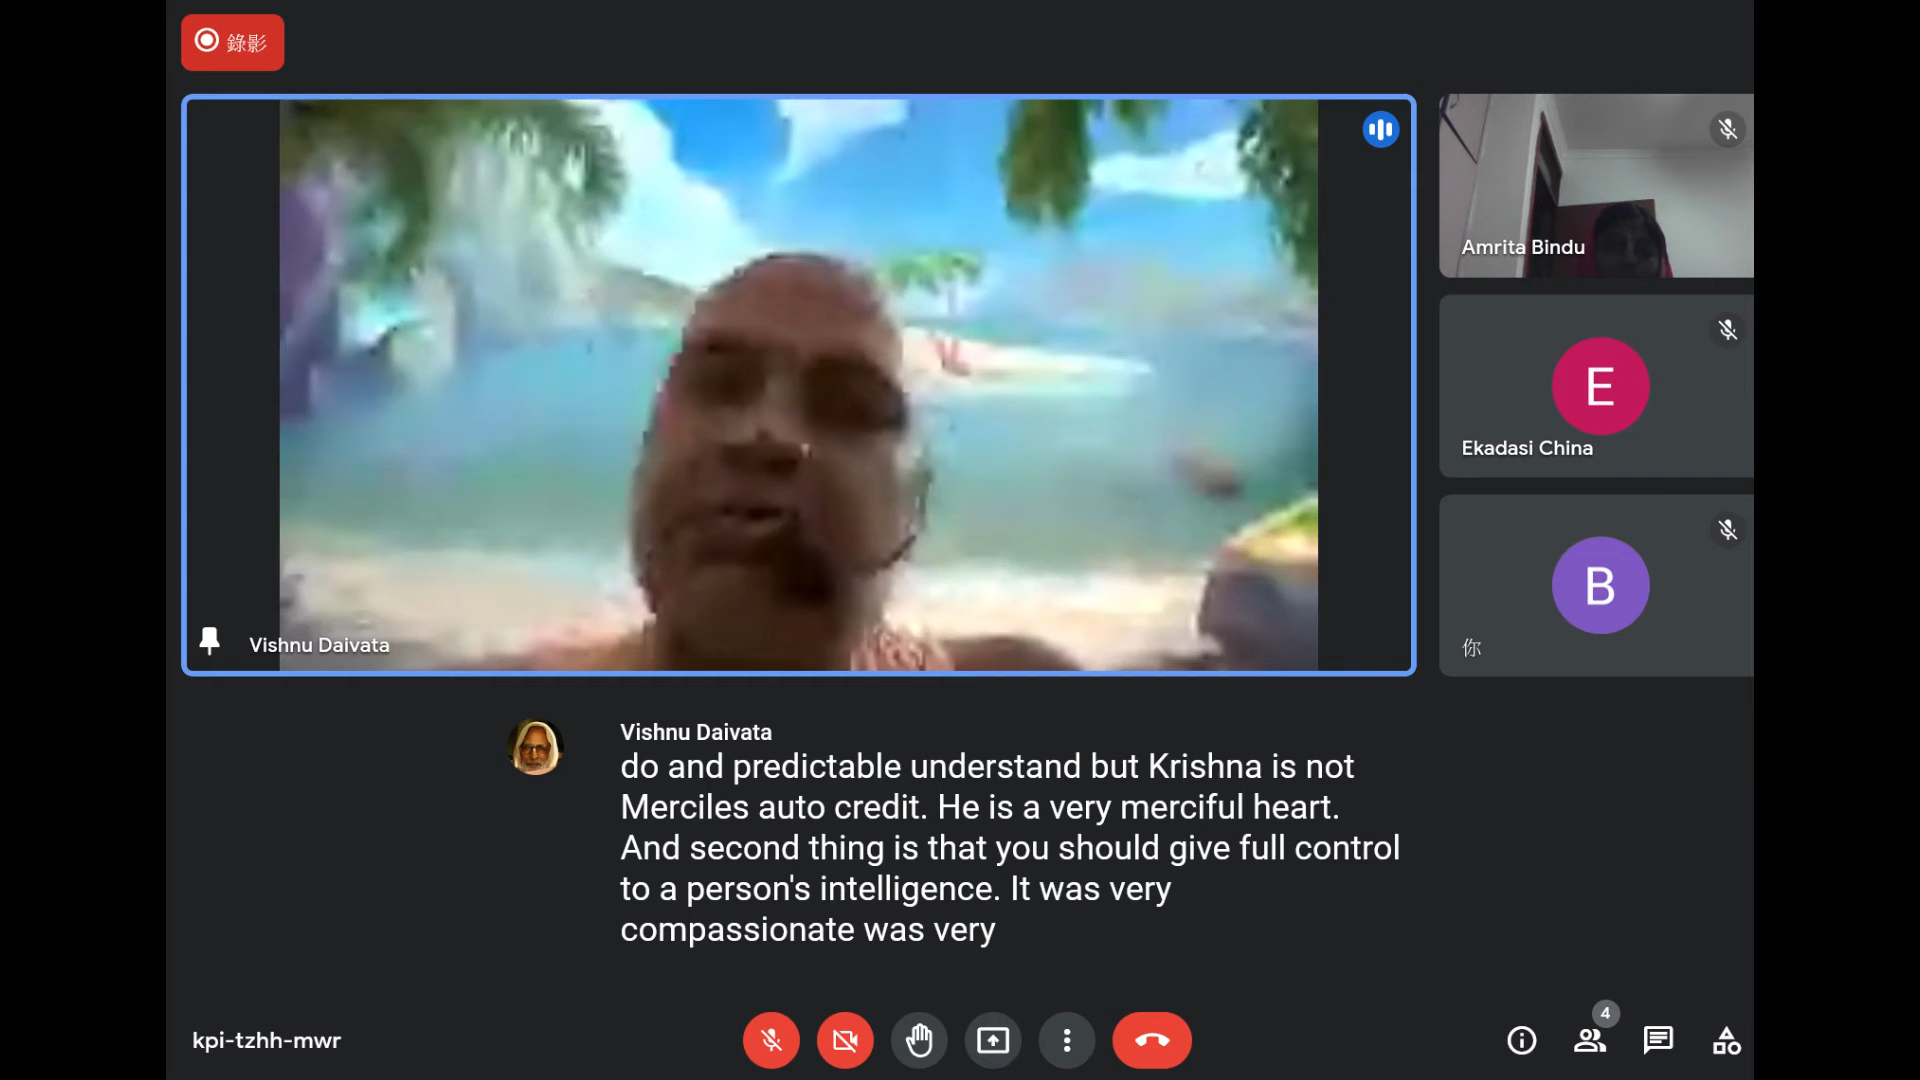 錄影
Amrita Bindu
E
Ekadasi China
B
你
Vishnu Daivata
Vishnu Daivata
do and predictable understand but Krishna is not
Merciles auto credit. He is a very merciful heart.
And second thing is that you should give full control
to a person's intelligence. It was very
compassionate was very
kpi-tzhh-mwr
4